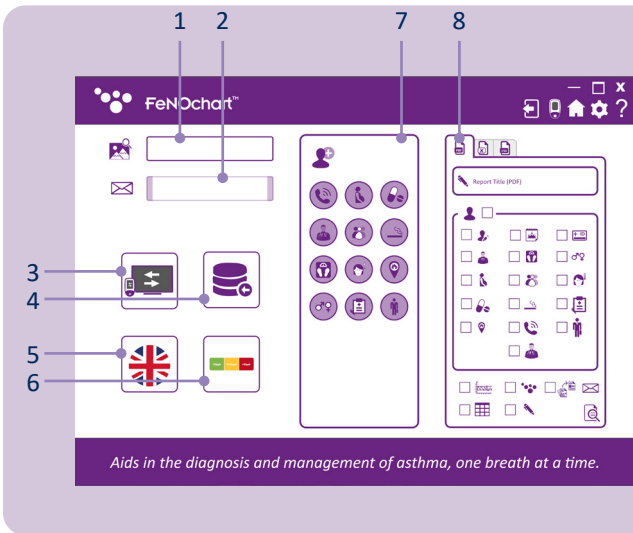 1 2 7 8
FeNOchart™
Report Title (PDF)
3
4
5
6
Aids in the diagnosis and management of asthma, one breath at a time.